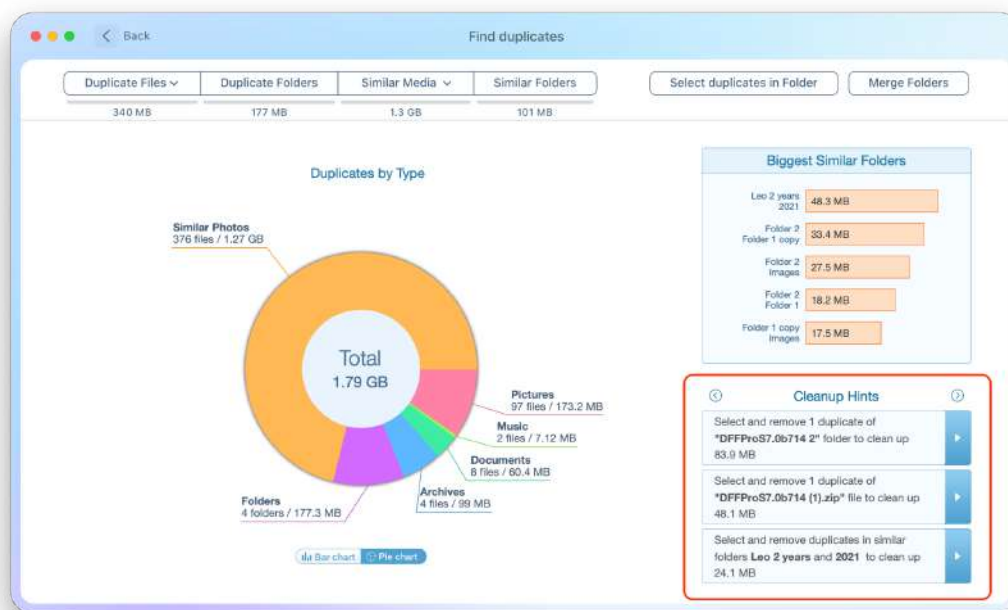 Back
Find duplicates
Duplicate Files
Duplicate Folders
Similar Media
Similar Folders
Select duplicates in Folder
Merge Folders
340 MB
177 MB
1.3 GB
101 MB
Duplicates by Type
Similar Photos
376 files / 1.27 GB
Total
1.79 GB
Pictures
97 files / 173.2 MB
Music
2 files / 7.12 MB
Documents
8 files / 60.4 MB
Archives
4 files / 99 MB
Folders
4 folders / 177.3 MB
Bar chart
Pie chart
Biggest Similar Folders
Leo 2 years
2021
48.3 MB
Folder 2
Folder 1 copy
33.4 MB
Folder 2
Images
27.5 MB
Folder 2
Folder 1
18.2 MB
Folder 1 copy
Images
17.5 MB
Cleanup Hints
Select and remove 1 duplicate of
"DFFProS7.0b714 2" folder to clean up
83.9 MB
Select and remove 1 duplicate of
"DFFProS7.0b714 (1).zip" file to clean up
48.1 MB
Select and remove duplicates in similar
folders Leo 2 years and 2021 to clean up
24.1 MB